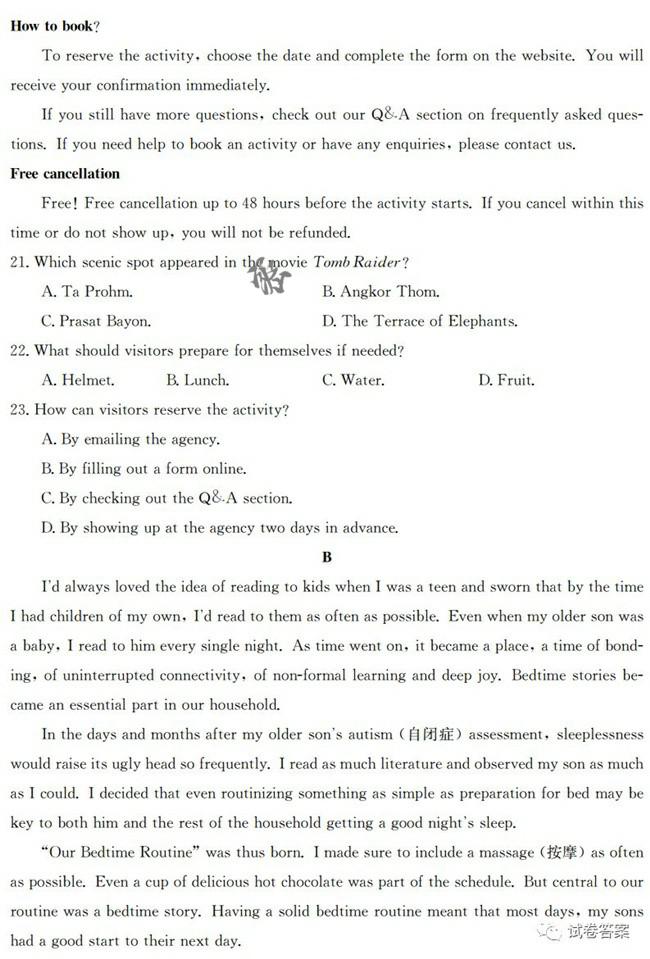 How to book?
To reserve the activity, choose the date and complete the form on the website. You will
receive your confirmation immediately.
If you still have more questions, check out our Q&A section on frequently asked ques-
tions. If you need help to book an activity or have any enquiries, please contact us.
Free cancellation
Free! Free cancellation up to 48 hours before the activity starts. If you cancel within this
time or do not show up, you will not be refunded.
21. Which scenic spot appeared in the movie Tomb Raider?
A. Ta Prohm. B. Angkor Thom.
C. Prasat Bayon. D. The Terrace of Elephants.
22. What should visitors prepare for themselves if needed?
A. Helmet. B. Lunch. C. Water. D. Fruit.
23. How can visitors reserve the activity?
A. By emailing the agency.
B. By filling out a form online.
C. By checking out the Q&A section.
D. By showing up at the agency two days in advance.
B
I'd always loved the idea of reading to kids when I was a teen and sworn that by the time
I had children of my own, I'd read to them as often as possible. Even when my older son was
a baby, I read to him every single night. As time went on, it became a place, a time of bond-
ing, of uninterrupted connectivity, of non-formal learning and deep joy. Bedtime stories be-
came an essential part in our household.
In the days and months after my older son's autism (自闭症) assessment, sleeplessness
would raise its ugly head so frequently. I read as much literature and observed my son as much
as I could. I decided that even routinizing something as simple as preparation for bed may be
key to both him and the rest of the household getting a good night's sleep.
"Our Bedtime Routine" was thus born. I made sure to include a massage (按摩) as often
as possible. Even a cup of delicious hot chocolate was part of the schedule. But central to our
routine was a bedtime story. Having a solid bedtime routine meant that most days, my sons
had a good start to their next day.
试卷答案